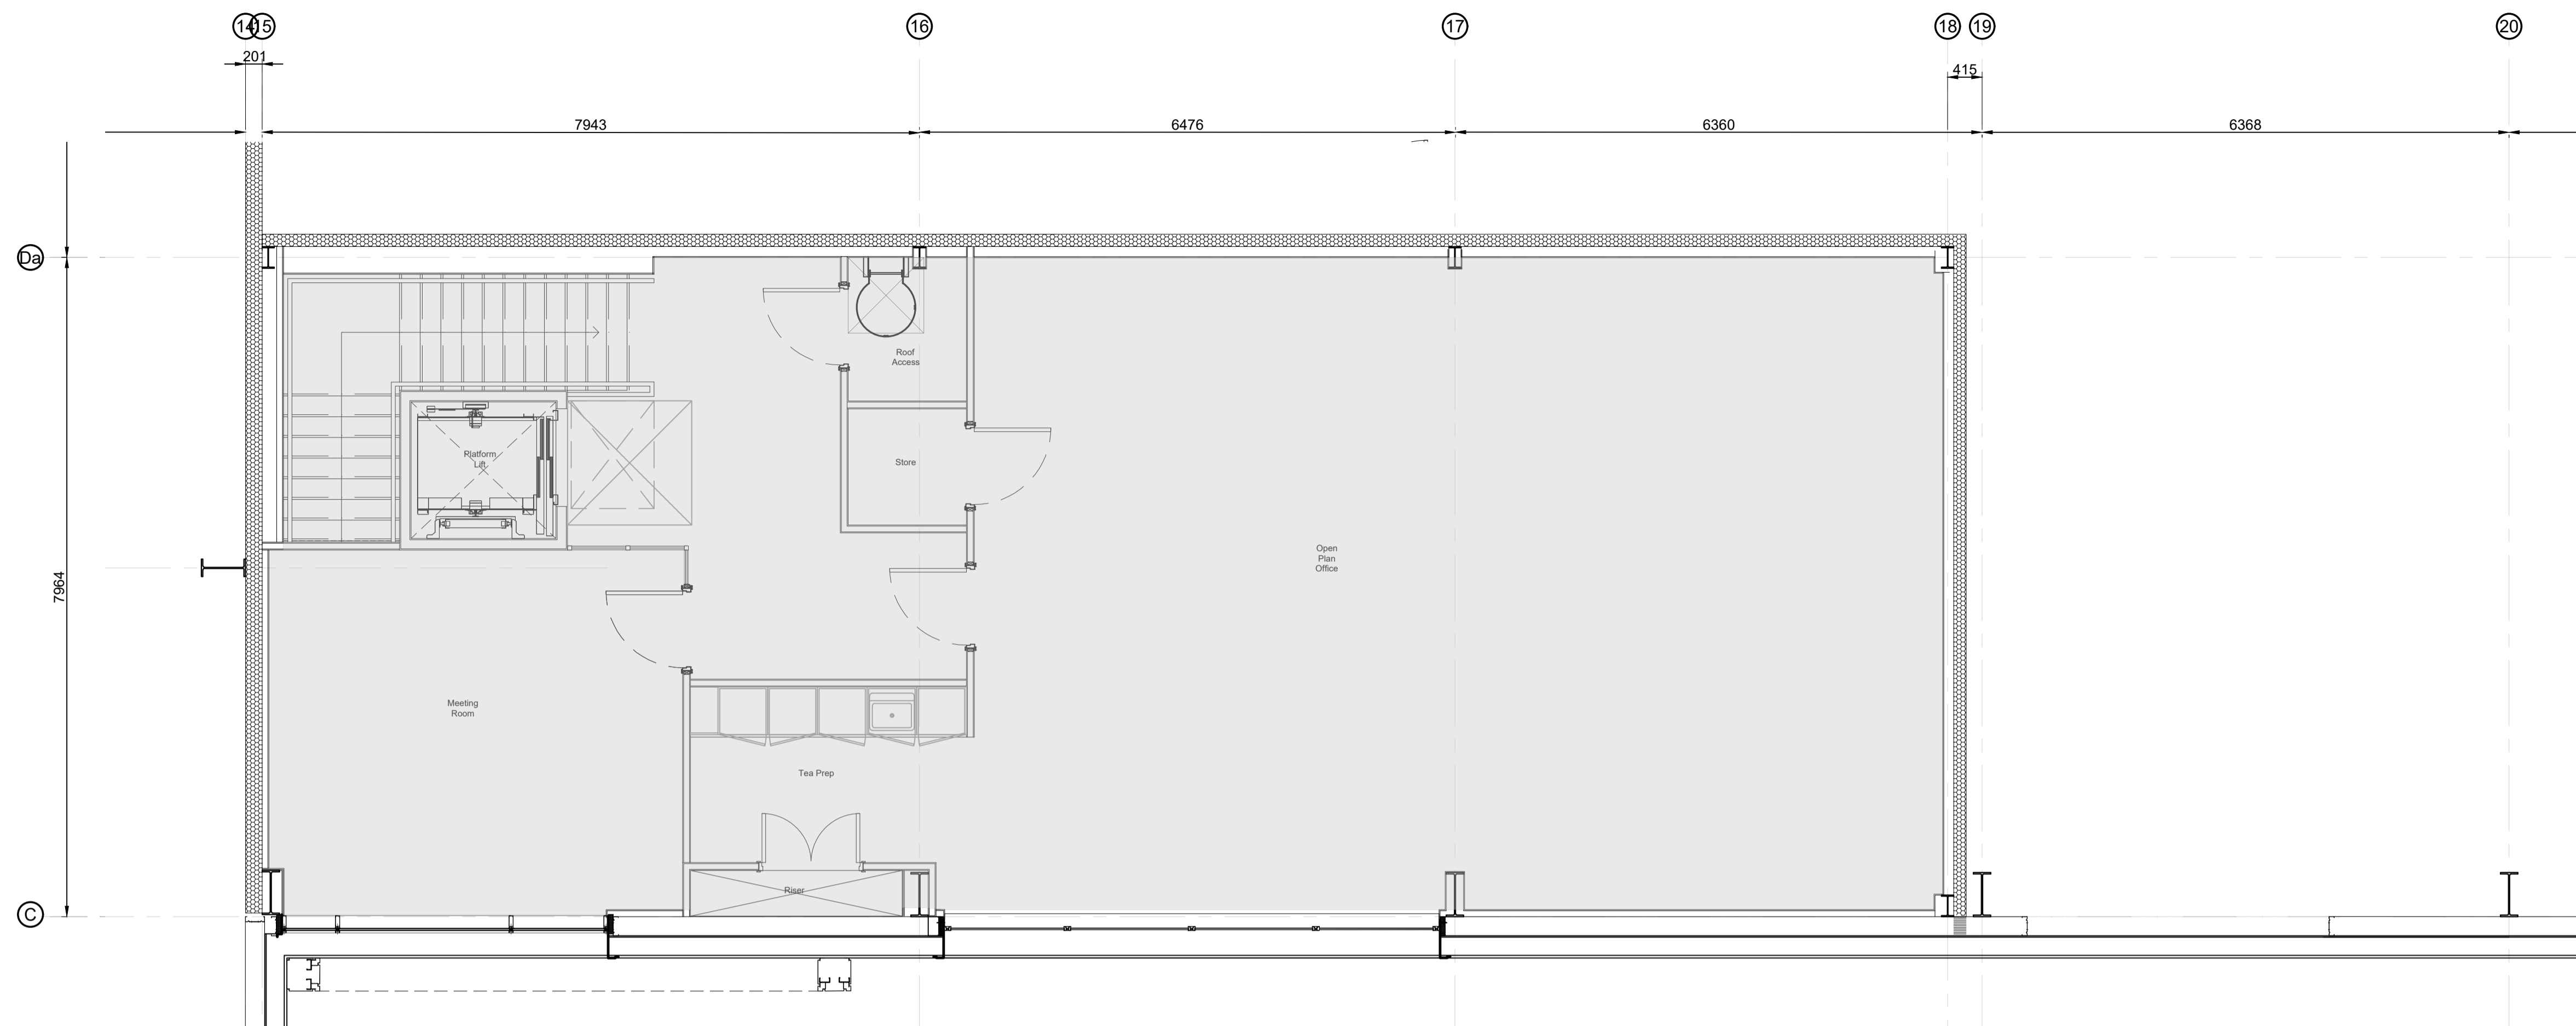 14
15
16
17
18
19
20
201
415
7943
6476
6360
6368
Da
Roof
Access
Platform
Lift
Store
Open
Plan
Office
7964
Meeting
Room
Tea Prep
Riser
C